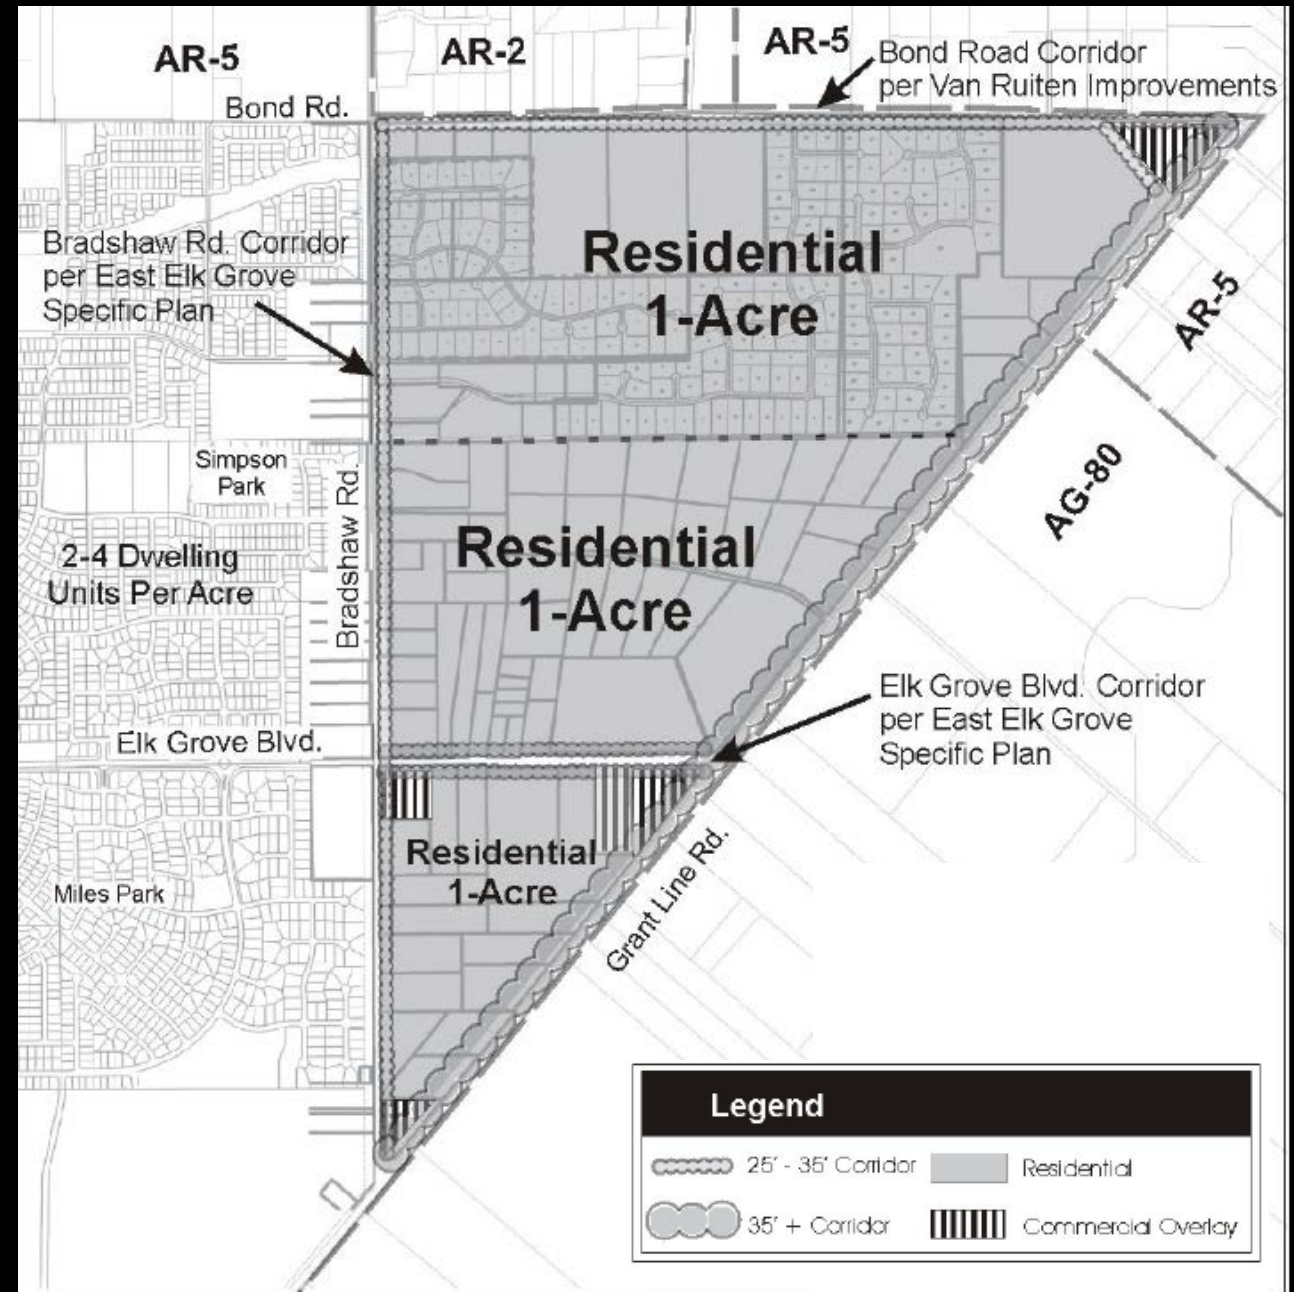 AR-5
AR-2
AR-5
Bond Road Corridor
per Van Ruiten Improvements
Bond Rd.
Bradshaw Rd. Corridor
per East Elk Grove
Specific Plan
Residential
1-Acre
AR-5
AG-80
Simpson
Park
Bradshaw Rd.
2-4 Dwelling
Units Per Acre
Residential
1-Acre
Elk Grove Blvd. Corridor
per East Elk Grove
Specific Plan
Elk Grove Blvd.
Residential
1-Acre
Miles Park
Grant Line Rd.
Legend
25' - 35' Corridor
Residential
35' + Corridor
Commercial Overlay